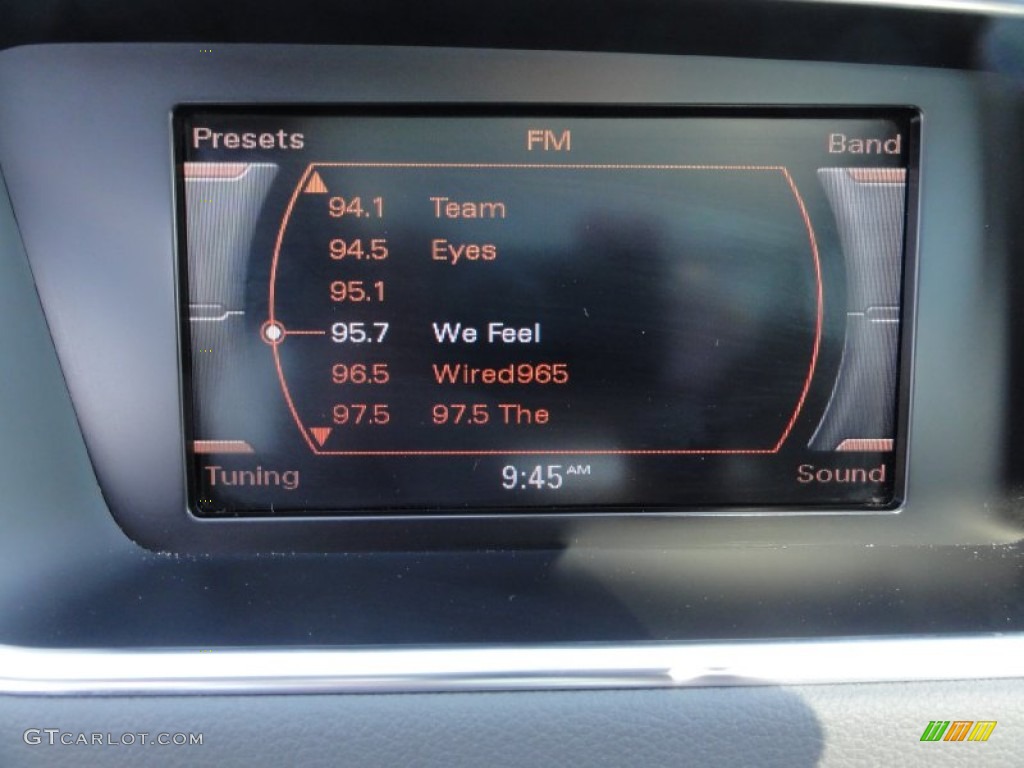 Presets FM Band
94.1 Team
94.5 Eyes
95.1
95.7 We Feel
96.5 Wired965
97.5 97.5 The
Tuning 9:45 AM Sound
GTCARLOT.COM